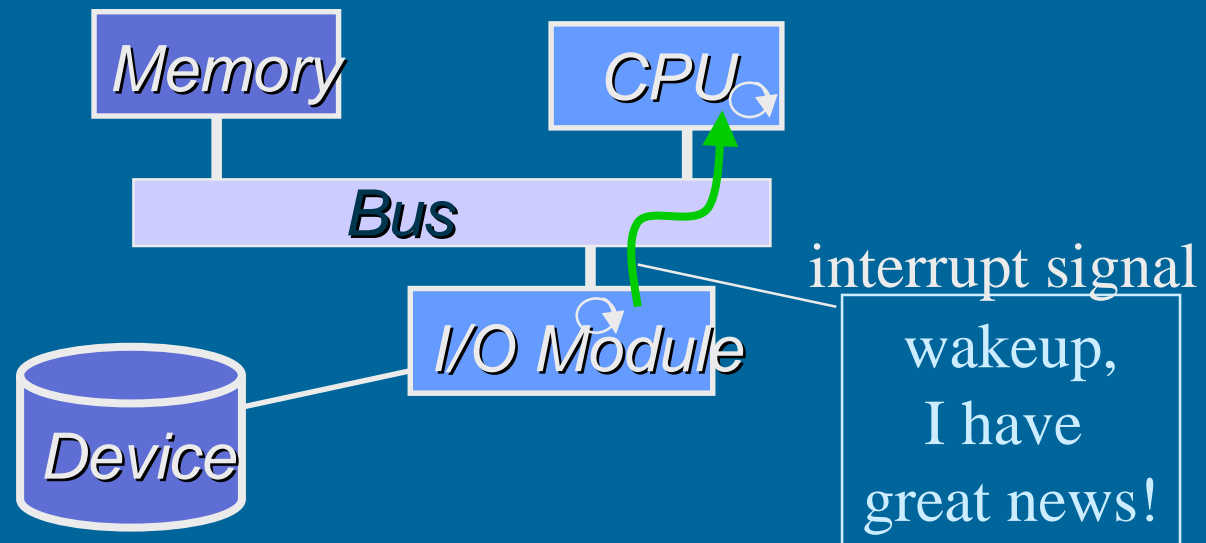 Memory
CPU
Bus
interrupt signal
I/O Module
wakeup,
I have
great news!
Device